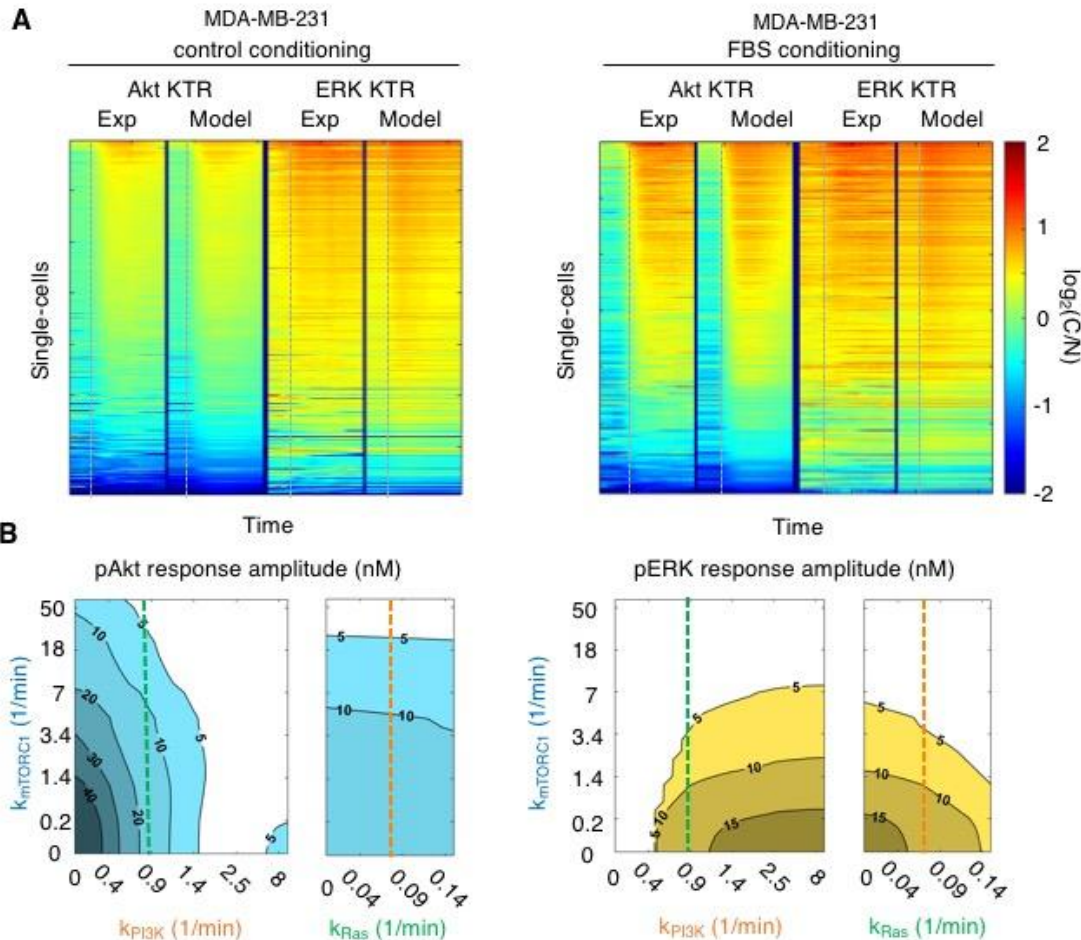 A
MDA-MB-231
control conditioning
Akt KTR ERK KTR
Exp Model Exp Model
Single-cells
Time
MDA-MB-231
FBS conditioning
Akt KTR ERK KTR
Exp Model Exp Model
Single-cells
Time
2
1
0
-1
-2
log2(C/N)
B
pAkt response amplitude (nM)
kmTORC1 (1/min)
50
18
7
3.4
1.4
0.2
0
5
10
20
30
40
10
5
20
5
0 0.4 0.9 1.4 2.5 8
kPI3K (1/min)
5 5
10 10
0 0.04 0.09 0.14
kRas (1/min)
pERK response amplitude (nM)
kmTORC1 (1/min)
50
18
7
3.4
1.4
0.2
0
5
5
10
10
5
15
0 0.4 0.9 1.4 2.5 8
kPI3K (1/min)
5
5
10
10
15
0 0.04 0.09 0.14
kRas (1/min)